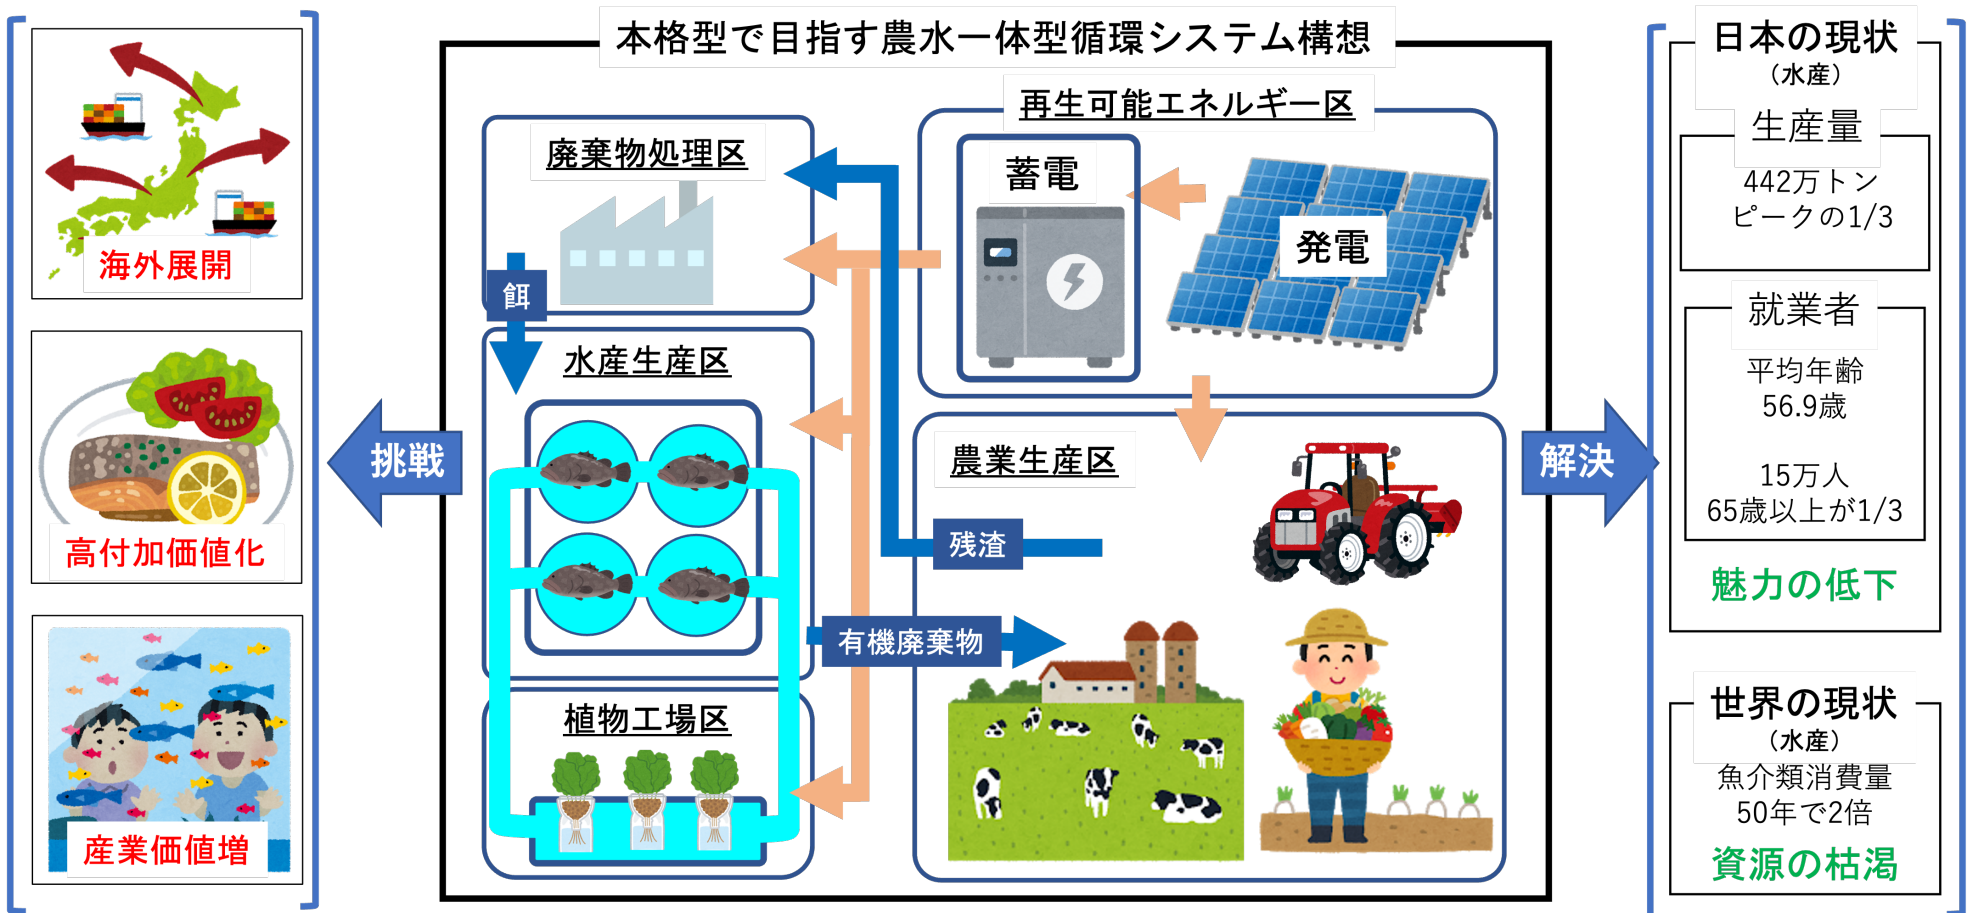 本格型で目指す農水一体型循環システム構想
海外展開
高付加価値化
産業価値増
挑戦
廃棄物処理区
餌
水産生産区
植物工場区
再生可能エネルギー区
蓄電
発電
農業生産区
残渣
有機廃棄物
解決
日本の現状
（水産）
生産量
442万トン
ピークの1/3
就業者
平均年齢
56.9歳
15万人
65歳以上が1/3
魅力の低下
世界の現状
（水産）
魚介類消費量
50年で2倍
資源の枯渇